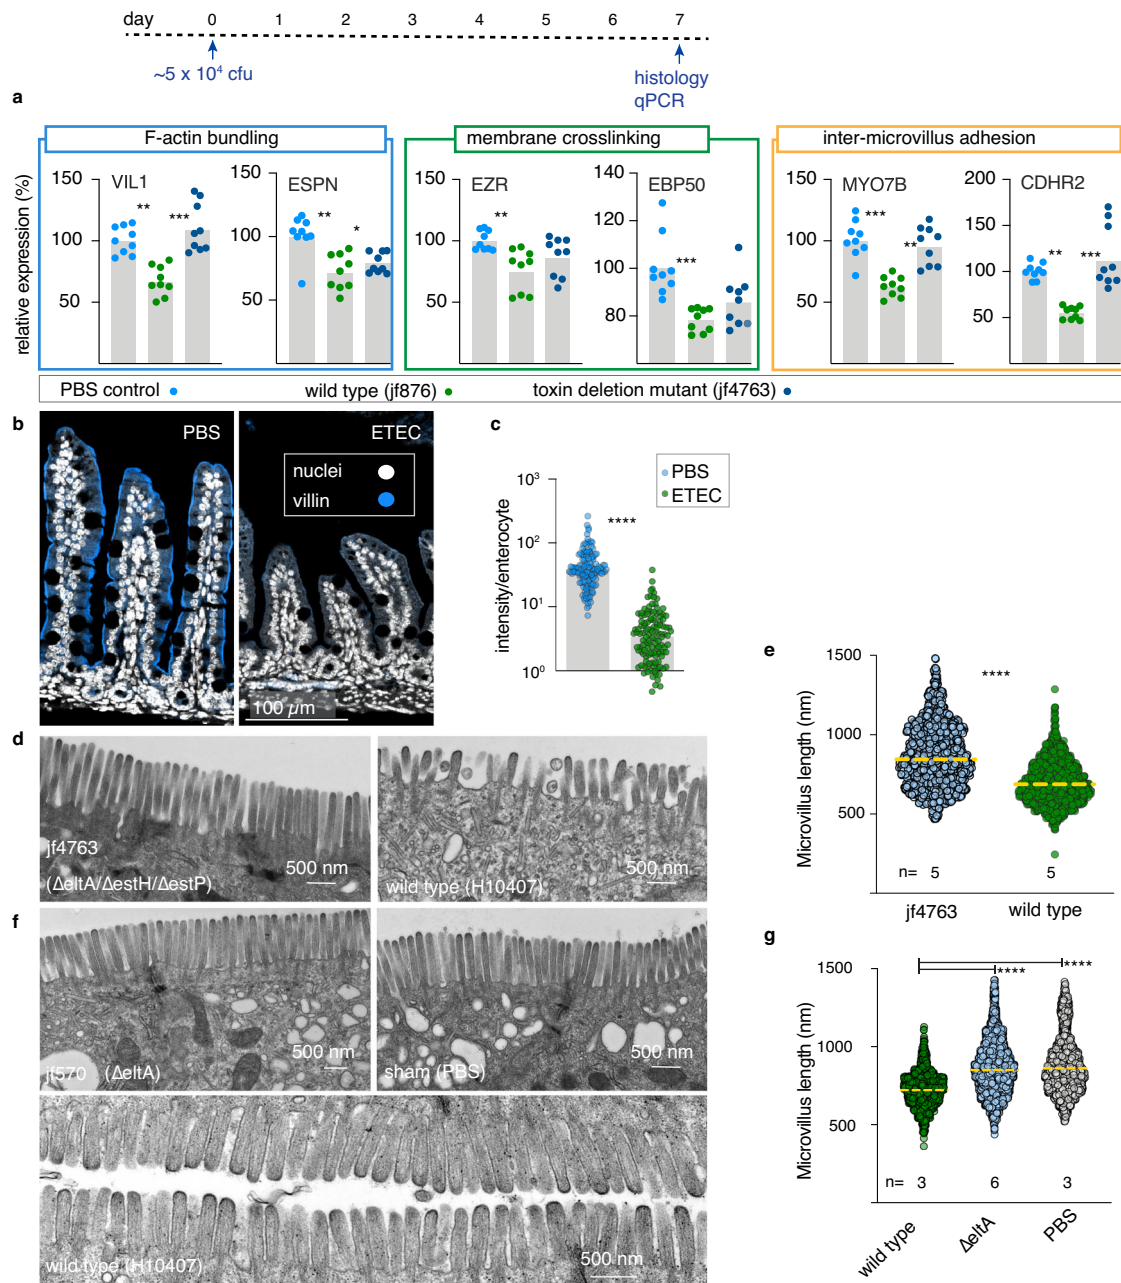 day 0 1 2 3 4 5 6 7
~5 x 10⁴ cfu
histology
qPCR
a
F-actin bundling
membrane crosslinking
inter-microvillus adhesion
relative expression (%)
VIL1
150
100
50
** ***
ESPN
150
100
50
** *
EZR
150
100
50
**
EBP50
140
120
100
80
***
MYO7B
150
100
50
*** **
CDHR2
200
150
100
50
** ***
PBS control
wild type (jf876)
toxin deletion mutant (jf4763)
b
PBS
ETEC
nuclei
villin
100 µm
c
PBS
ETEC
intensity/enterocyte
10³
10²
10¹
10⁰
****
d
jf4763
(ΔeltA/ΔestH/ΔestP)
500 nm
wild type (H10407)
500 nm
e
Microvillus length (nm)
1500
1000
500
****
n= 5 5
jf4763 wild type
f
jf570 (ΔeltA)
500 nm
sham (PBS)
500 nm
wild type (H10407)
500 nm
g
Microvillus length (nm)
1500
1000
500
**** ****
n= 3 6 3
wild type
ΔeltA
PBS